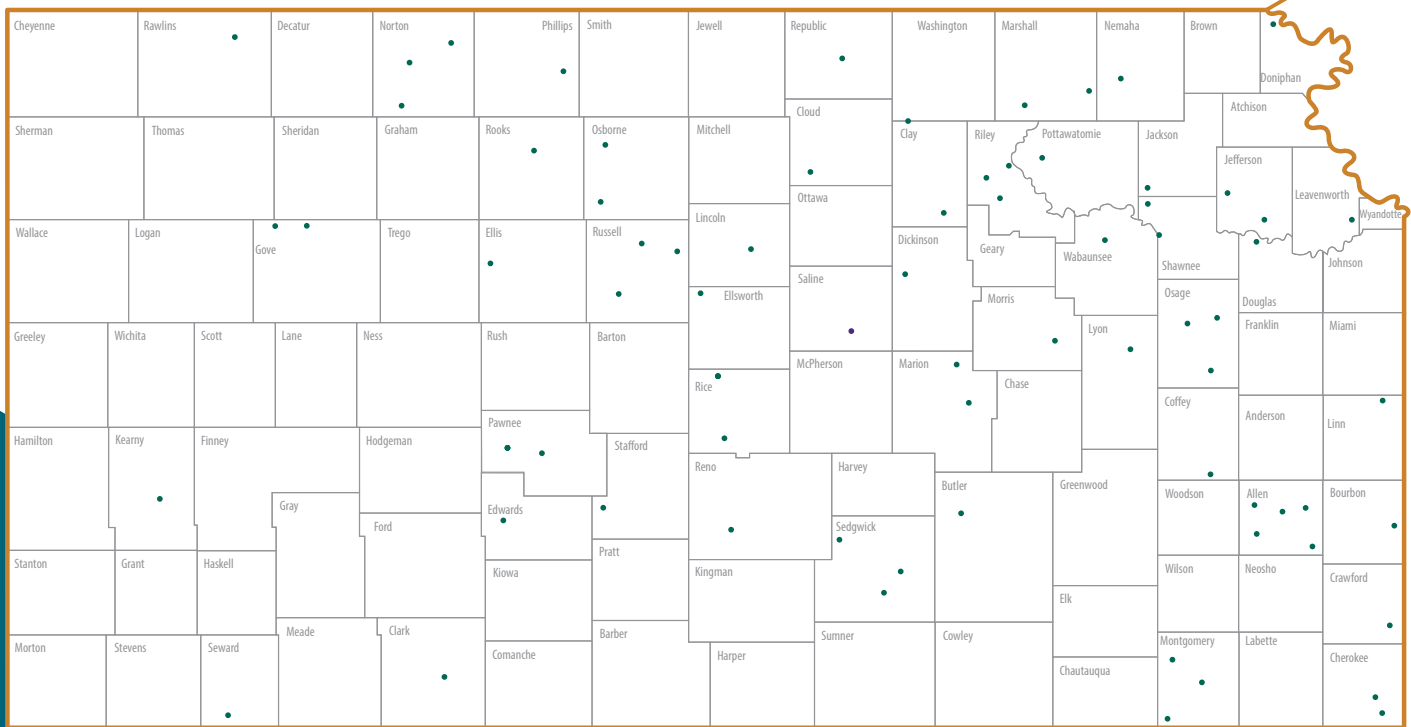 Cheyenne
Rawlins
Decatur
Norton
Phillips
Smith
Jewell
Republic
Washington
Marshall
Nemaha
Brown
Doniphan
Atchison
Cloud
Sherman
Thomas
Sheridan
Graham
Rooks
Osborne
Mitchell
Clay
Riley
Pottawatomie
Jackson
Jefferson
Leavenworth
Wyandotte
Ottawa
Lincoln
Wallace
Logan
Gove
Trego
Ellis
Russell
Dickinson
Geary
Wabaunsee
Shawnee
Johnson
Saline
Ellsworth
Morris
Osage
Douglas
Franklin
Miami
Lyon
Greeley
Wichita
Scott
Lane
Ness
Rush
Barton
McPherson
Marion
Rice
Chase
Coffey
Anderson
Linn
Pawnee
Hamilton
Kearny
Finney
Hodgeman
Stafford
Reno
Harvey
Butler
Greenwood
Woodson
Allen
Bourbon
Gray
Edwards
Ford
Sedgwick
Pratt
Stanton
Grant
Haskell
Kiowa
Kingman
Wilson
Neosho
Crawford
Elk
Meade
Clark
Barber
Sumner
Cowley
Montgomery
Labette
Morton
Stevens
Seward
Comanche
Harper
Chautauqua
Cherokee